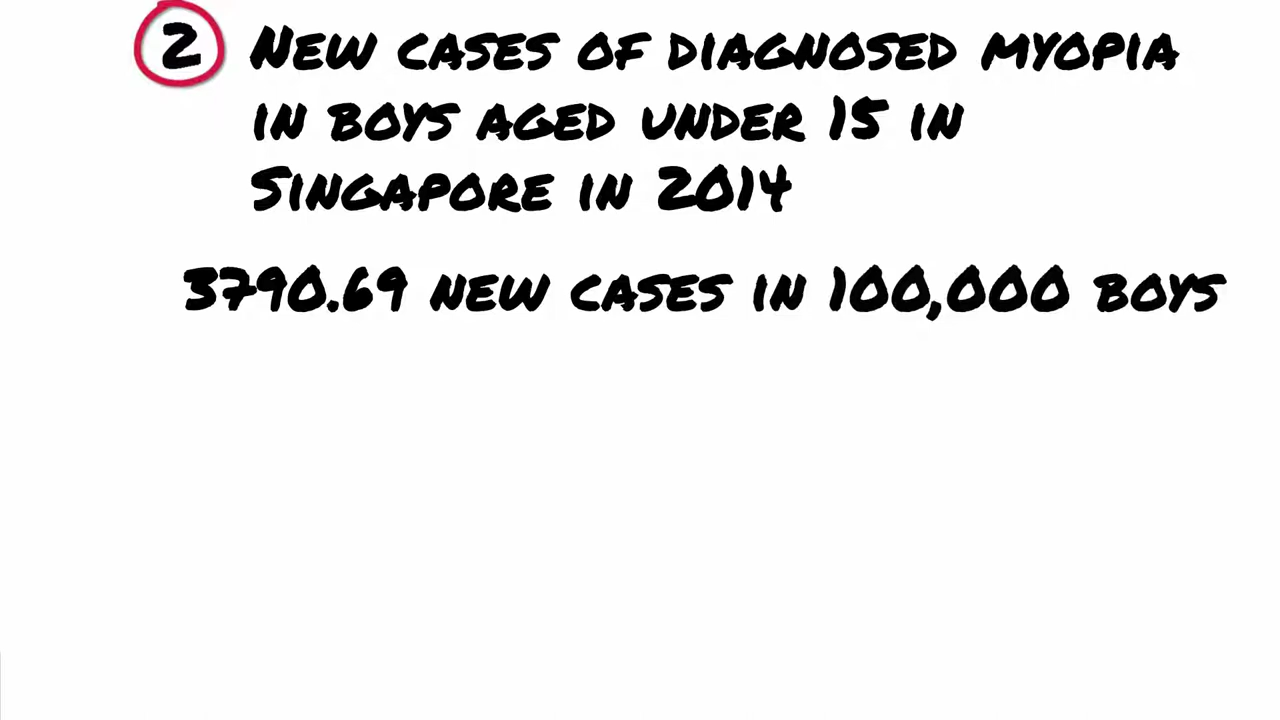 2 New cases of diagnosed myopia
in boys aged under 15 in
Singapore in 2014
3790.69 new cases in 100,000 boys